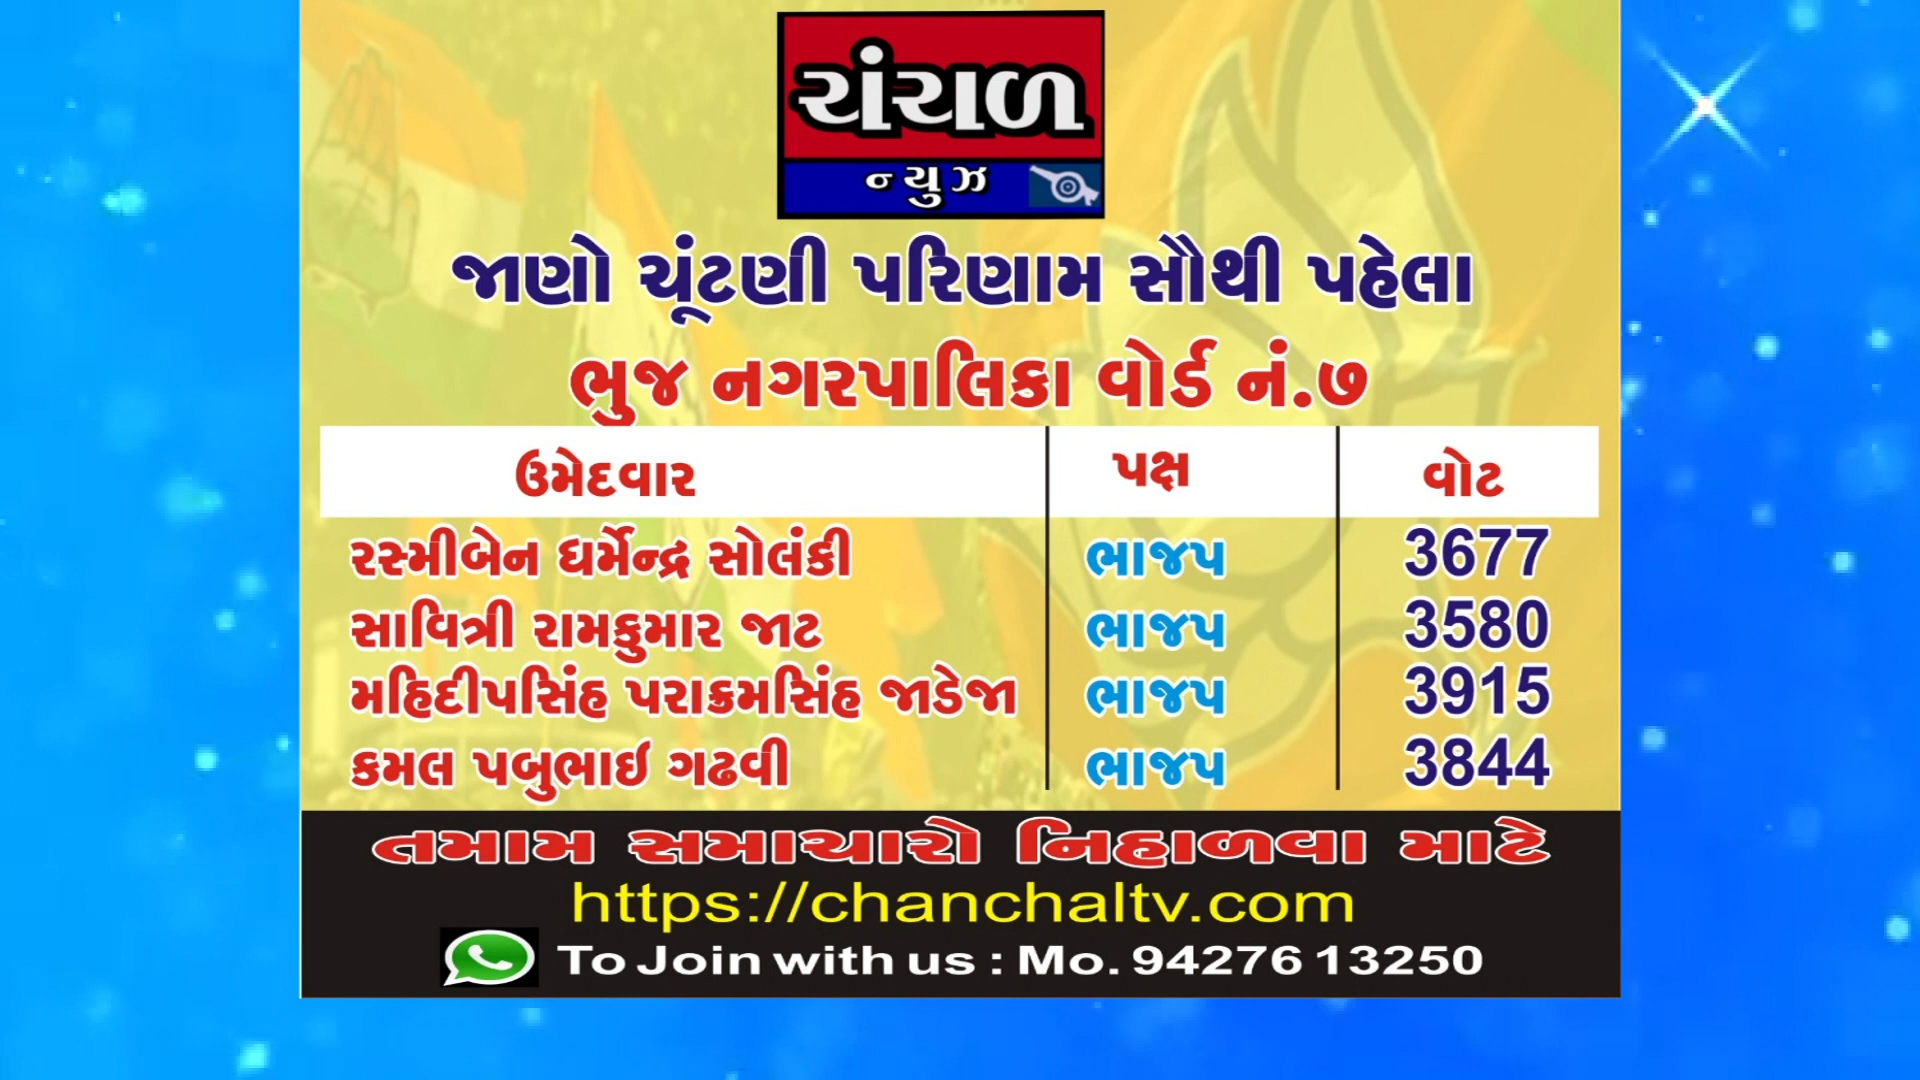 ચંચળ
ન્યુઝ
જાણો ચૂંટણી પરિણામ સૌથી પહેલા
ભુજ નગરપાલિકા વોર્ડ નં.૭
ઉમેદવાર પક્ષ વોટ
રસ્મીબેન ધર્મેન્દ્ર સોલંકી ભાજપ 3677
સાવિત્રી રામકુમાર જાટ ભાજપ 3580
મહિદીપસિંહ પરાક્રમસિંહ જાડેજા ભાજપ 3915
કમલ પબુભાઇ ગઢવી ભાજપ 3844
તમામ સમાચારો નિહાળવા માટે
https://chanchaltv.com
To Join with us : Mo. 94276 13250